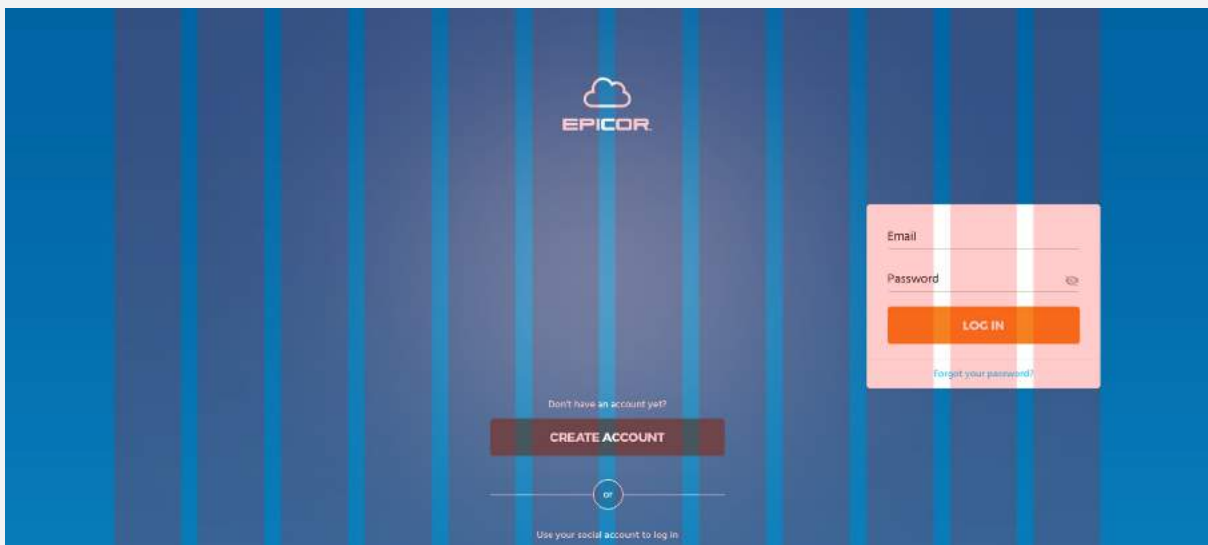 EPICOR
Email
Password
LOG IN
Forgot your password?
Don't have an account yet?
CREATE ACCOUNT
or
Use your social account to log in